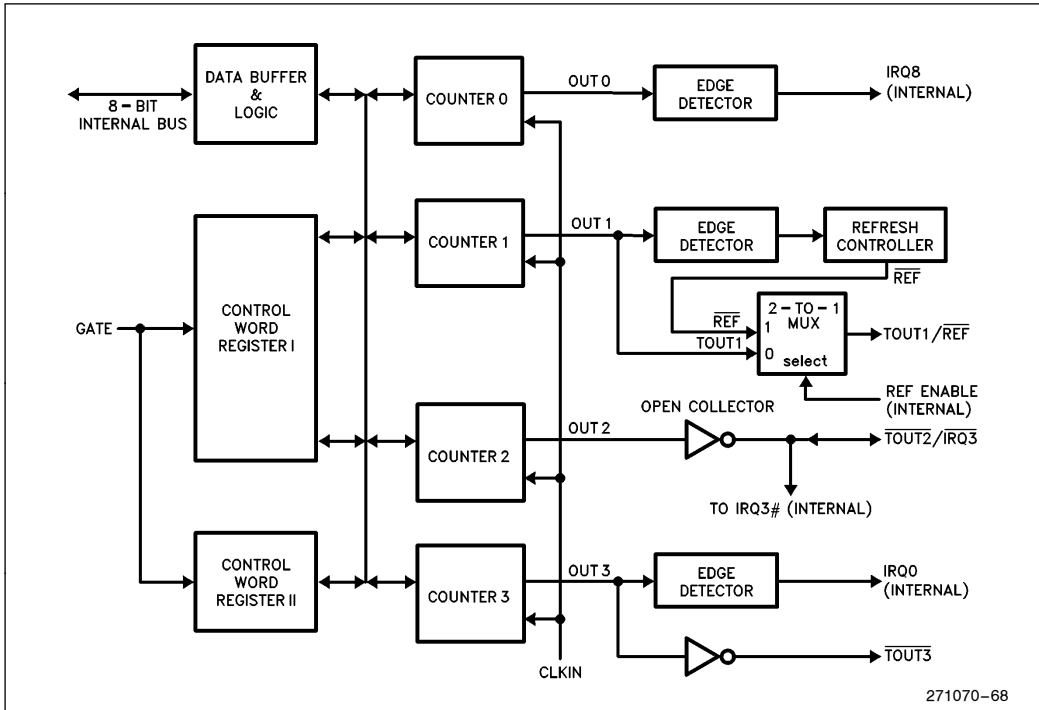 DATA BUFFER
&
LOGIC
8-BIT
INTERNAL BUS
COUNTER 0
OUT 0
EDGE
DETECTOR
IRQ8
(INTERNAL)
GATE
CONTROL
WORD
REGISTER I
COUNTER 1
OUT 1
EDGE
DETECTOR
REFRESH
CONTROLLER
REF
REF
TOUT1
2-TO-1
MUX
1
0
select
TOUT1/REF
REF ENABLE
(INTERNAL)
COUNTER 2
OUT 2
OPEN COLLECTOR
TOUT2/IRQ3
TO IRQ3# (INTERNAL)
CONTROL
WORD
REGISTER II
COUNTER 3
OUT 3
EDGE
DETECTOR
IRQ0
(INTERNAL)
TOUT3
CLKIN
271070-68